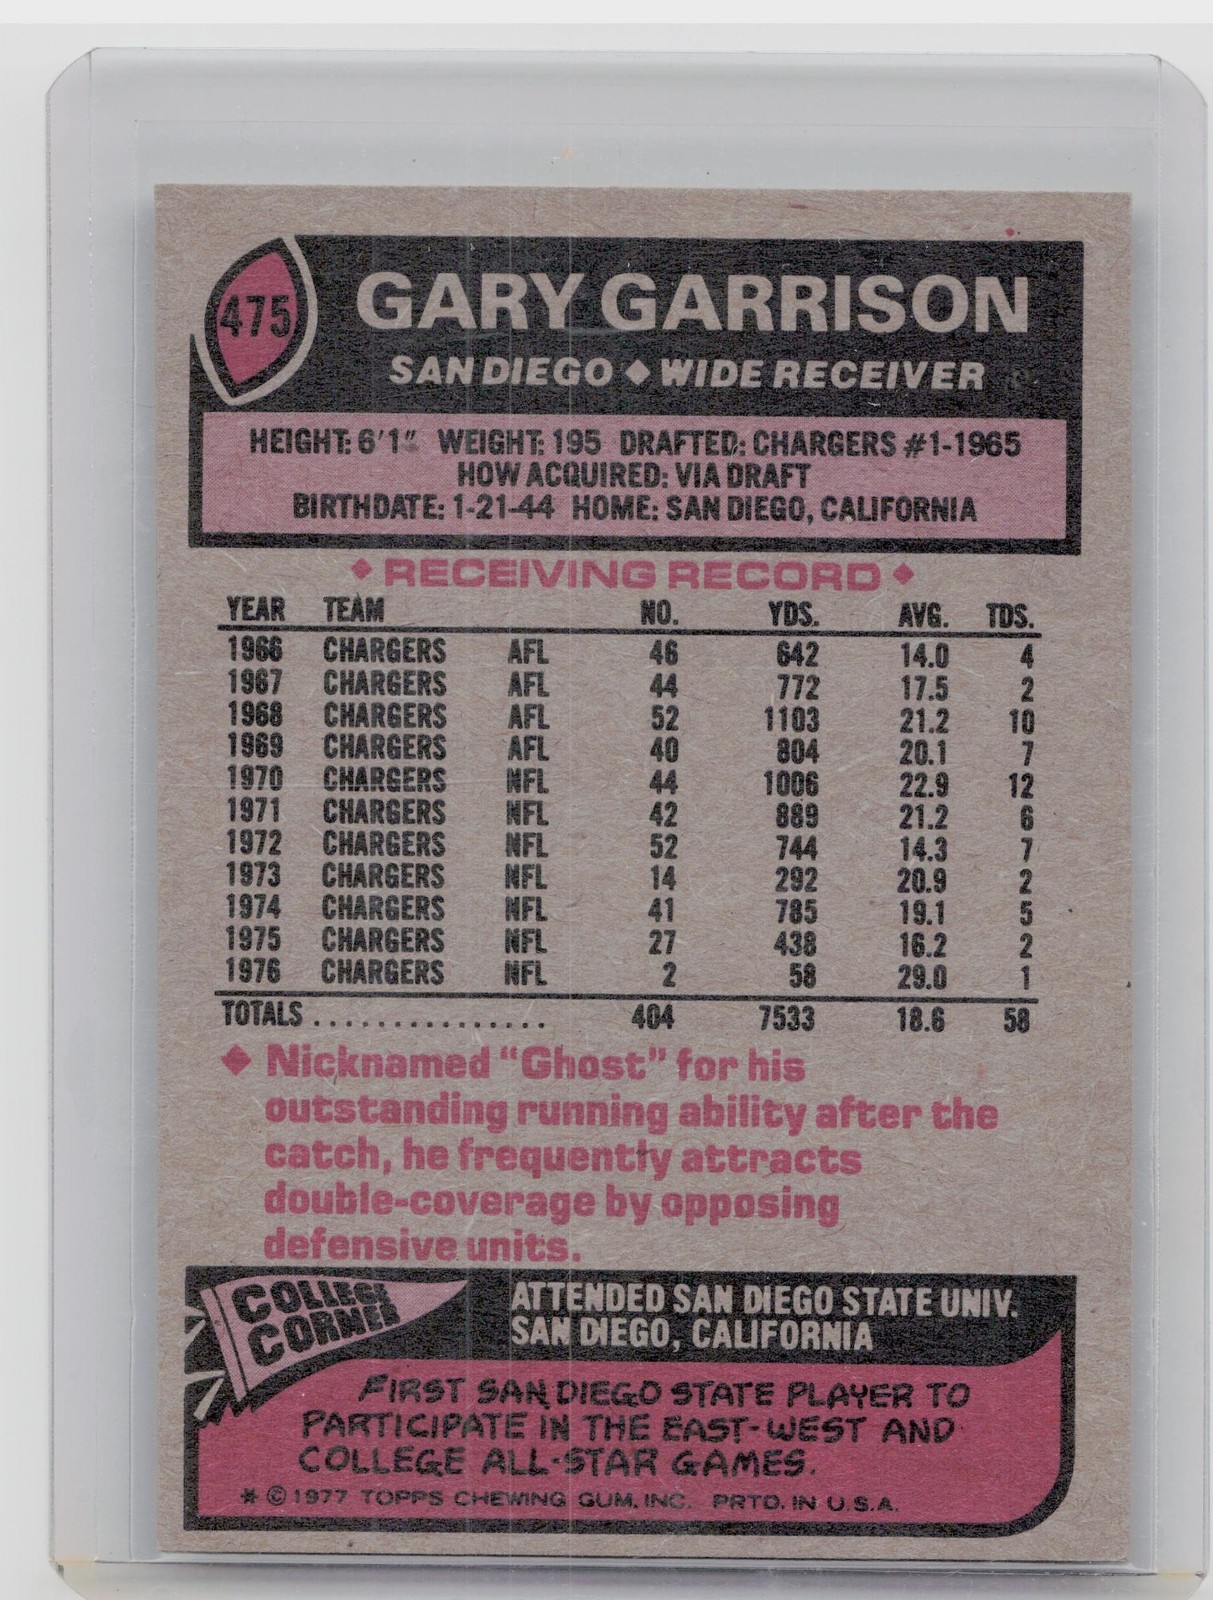 475
GARY GARRISON
SAN DIEGO ◆ WIDE RECEIVER
HEIGHT: 6'1" WEIGHT: 195 DRAFTED: CHARGERS #1-1965
HOW ACQUIRED: VIA DRAFT
BIRTHDATE: 1-21-44 HOME: SAN DIEGO, CALIFORNIA
◆ RECEIVING RECORD ◆
YEAR TEAM NO. YDS. AVG. TDS.
1966 CHARGERS AFL 46 642 14.0 4
1967 CHARGERS AFL 44 772 17.5 2
1968 CHARGERS AFL 52 1103 21.2 10
1969 CHARGERS AFL 40 804 20.1 7
1970 CHARGERS NFL 44 1006 22.9 12
1971 CHARGERS NFL 42 889 21.2 6
1972 CHARGERS NFL 52 744 14.3 7
1973 CHARGERS NFL 14 292 20.9 2
1974 CHARGERS NFL 41 785 19.1 5
1975 CHARGERS NFL 27 438 16.2 2
1976 CHARGERS NFL 2 58 29.0 1
TOTALS ............... 404 7533 18.6 58
◆ Nicknamed “Ghost” for his
outstanding running ability after the
catch, he frequently attracts
double-coverage by opposing
defensive units.
COLLEGE
CORNER
ATTENDED SAN DIEGO STATE UNIV.
SAN DIEGO, CALIFORNIA
FIRST SAN DIEGO STATE PLAYER TO
PARTICIPATE IN THE EAST-WEST AND
COLLEGE ALL-STAR GAMES.
* © 1977 TOPPS CHEWING GUM, INC. PRTD. IN U.S.A.